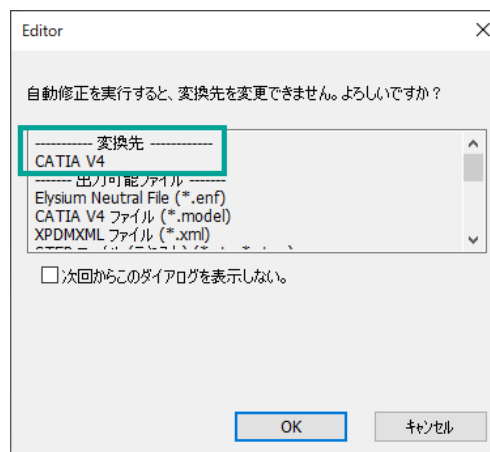 Editor
自動修正を実行すると、変換先を変更できません。よろしいですか？
----------- 変換先 ------------
CATIA V4
------- 出力可能ファイル -------
Elysium Neutral File (*.enf)
CATIA V4 ファイル (*.model)
XPDMXML ファイル (*.xml)
次回からこのダイアログを表示しない。
OK
キャンセル